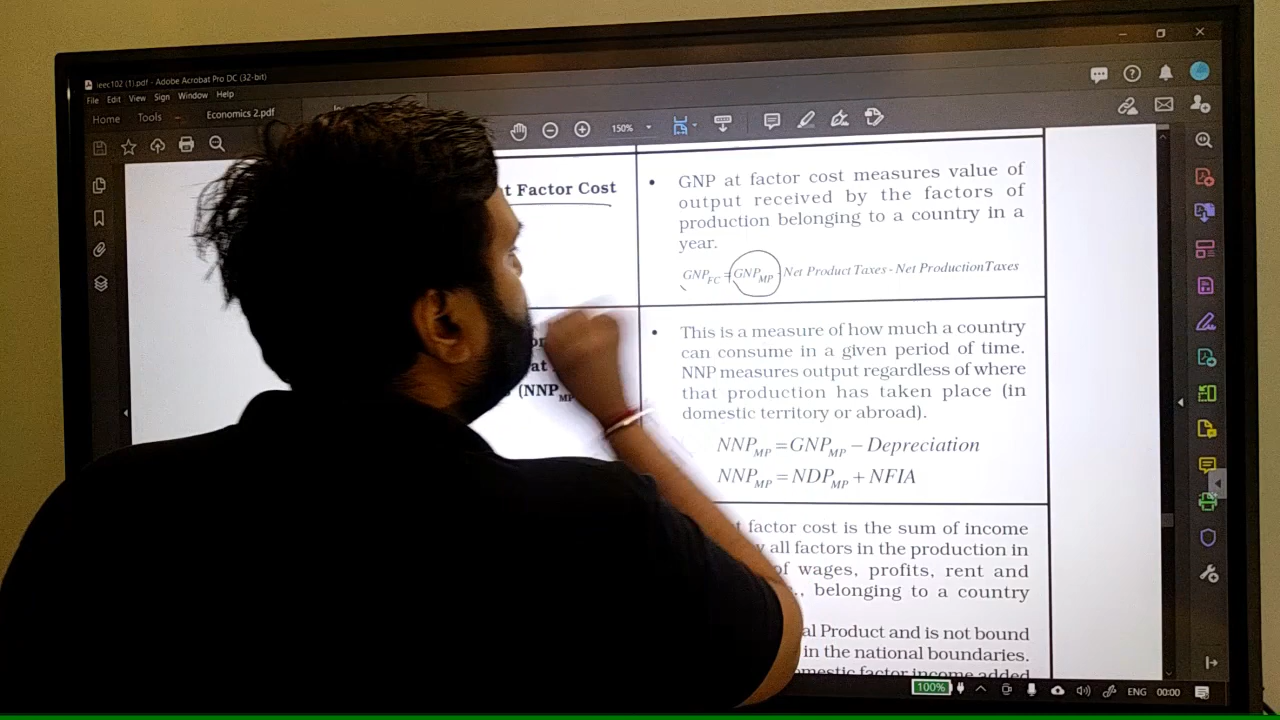 ieec102 (1).pdf - Adobe Acrobat Pro DC (32-bit)
File Edit View Sign Window Help
Home Tools Economics 2.pdf
150%
t Factor Cost
• GNP at factor cost measures value of
output received by the factors of
production belonging to a country in a
year.
GNP_FC = GNP_MP - Net Product Taxes - Net Production Taxes
at
(NNP_MP
• This is a measure of how much a country
can consume in a given period of time.
NNP measures output regardless of where
that production has taken place (in
domestic territory or abroad).
NNP_MP = GNP_MP − Depreciation
NNP_MP = NDP_MP + NFIA
t factor cost is the sum of income
all factors in the production in
of wages, profits, rent and
., belonging to a country
al Product and is not bound
in the national boundaries.
mestic factor income added
100% ENG 00:00